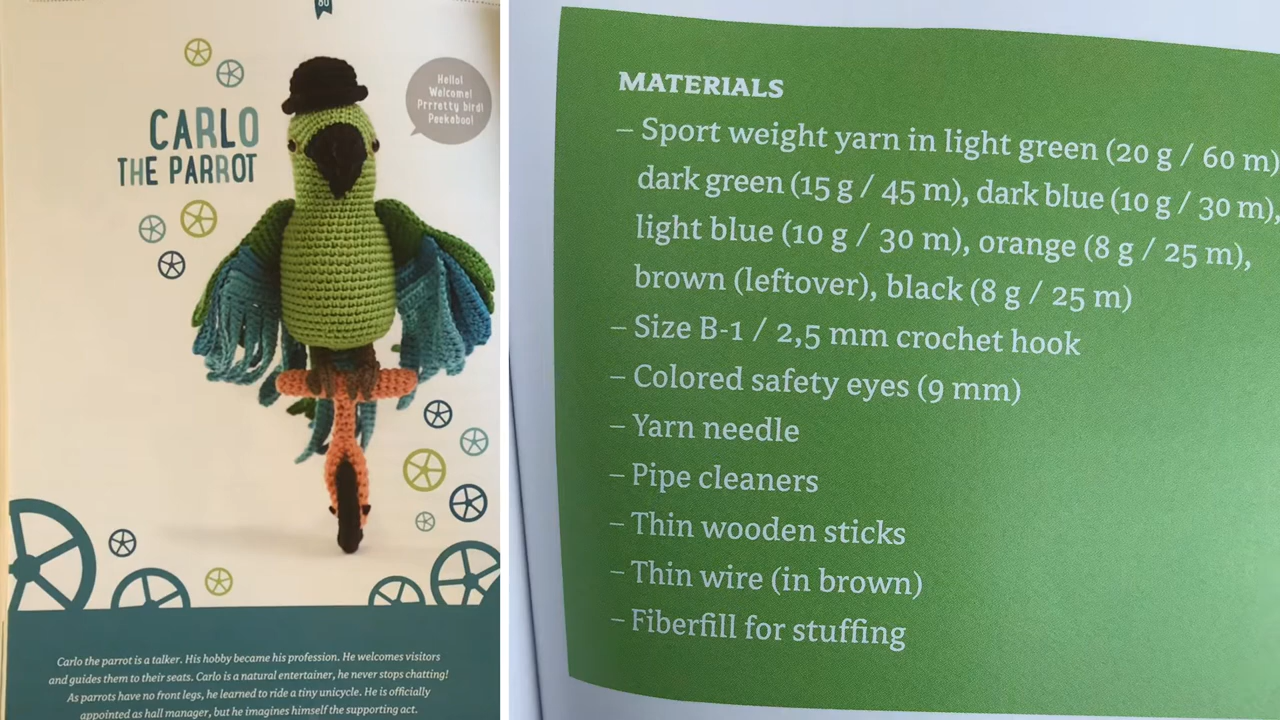 80
CARLO
THE PARROT
Hello!
Welcome!
Prrretty bird!
Peekaboo!
Carlo the parrot is a talker. His hobby became his profession. He welcomes visitors
and guides them to their seats. Carlo is a natural entertainer, he never stops chatting!
As parrots have no front legs, he learned to ride a tiny unicycle. He is officially
appointed as hall manager, but he imagines himself the supporting act.
MATERIALS
– Sport weight yarn in light green (20 g / 60 m)
dark green (15 g / 45 m), dark blue (10 g / 30 m),
light blue (10 g / 30 m), orange (8 g / 25 m),
brown (leftover), black (8 g / 25 m)
– Size B-1 / 2,5 mm crochet hook
– Colored safety eyes (9 mm)
– Yarn needle
– Pipe cleaners
– Thin wooden sticks
– Thin wire (in brown)
– Fiberfill for stuffing